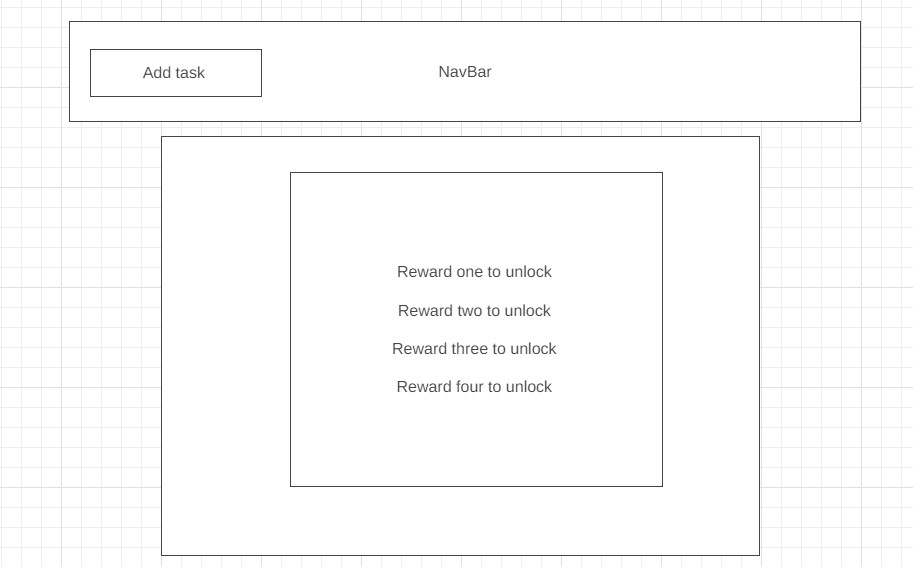 Add task
NavBar
Reward one to unlock
Reward two to unlock
Reward three to unlock
Reward four to unlock